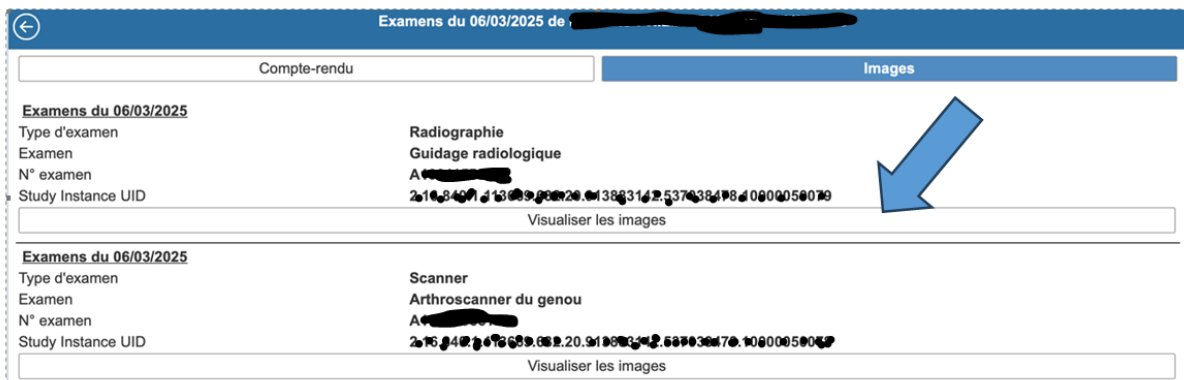 Examens du 06/03/2025 de
Compte-rendu
Images
Examens du 06/03/2025
Type d'examen Radiographie
Examen Guidage radiologique
N° examen
Study Instance UID
Visualiser les images
Examens du 06/03/2025
Type d'examen Scanner
Examen Arthroscanner du genou
N° examen
Study Instance UID
Visualiser les images